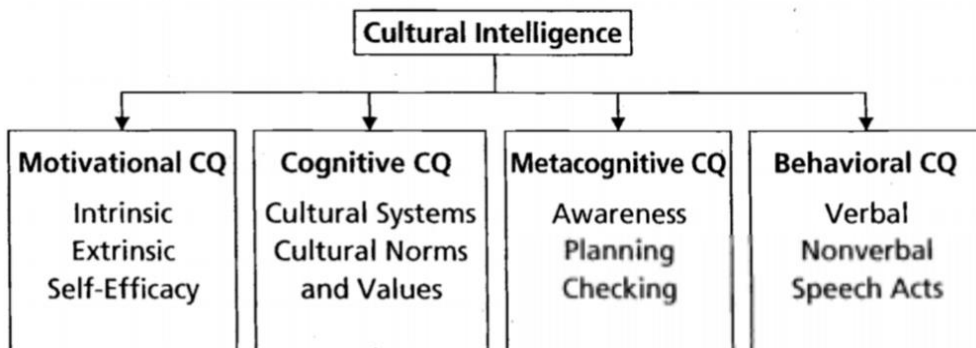 Cultural Intelligence
Motivational CQ
Intrinsic
Extrinsic
Self-Efficacy
Cognitive CQ
Cultural Systems
Cultural Norms
and Values
Metacognitive CQ
Awareness
Planning
Checking
Behavioral CQ
Verbal
Nonverbal
Speech Acts